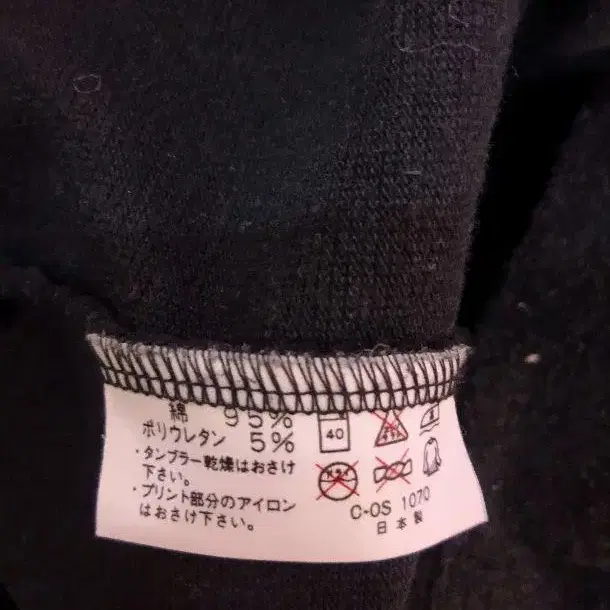 綿 95%
ポリウレタン 5%
・タンブラー乾燥はおさけ
下さい。
・プリント部分のアイロン
はおさけ下さい。
40
C-OS 1070
日本製